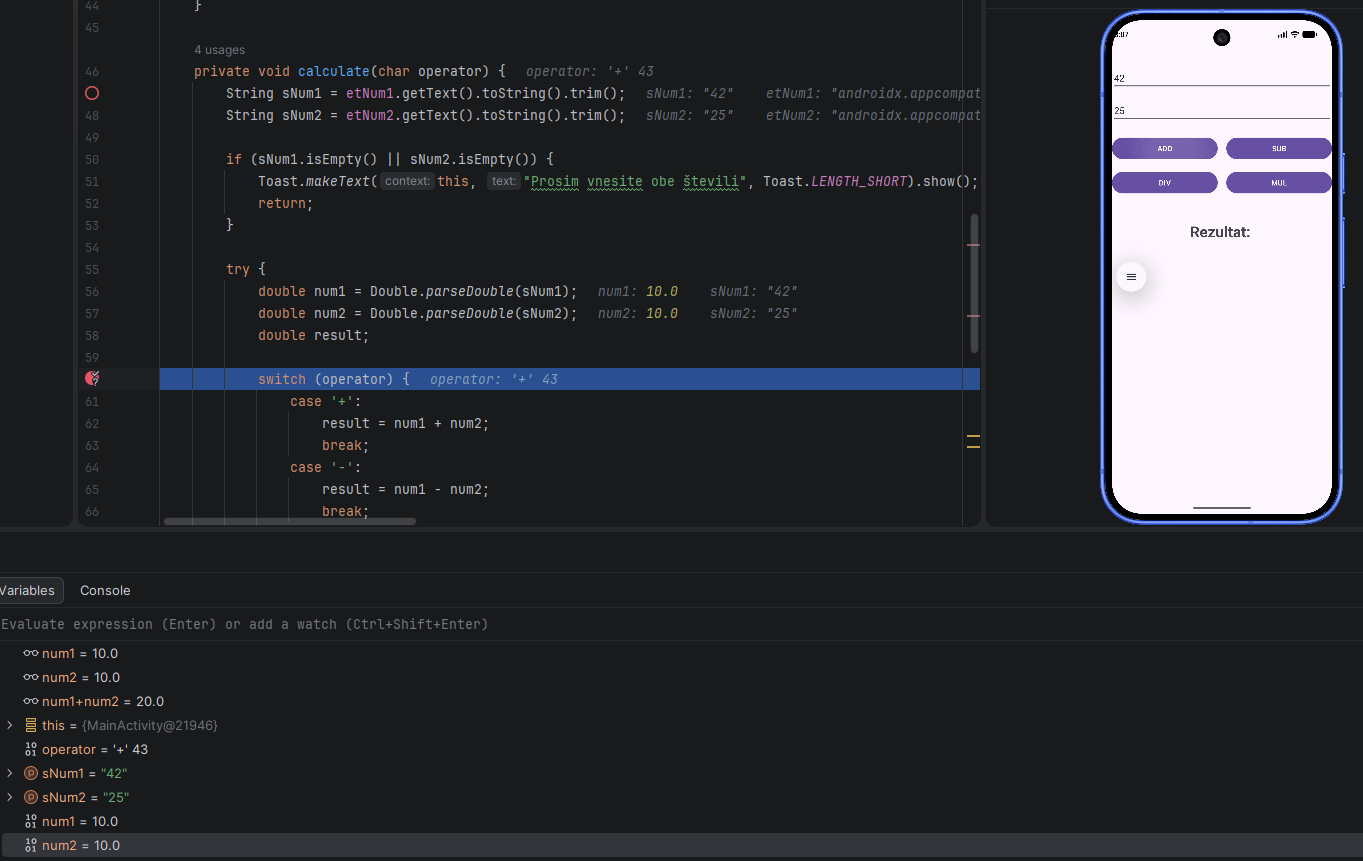 44 }
45
4 usages
46 private void calculate(char operator) { operator: '+' 43
String sNum1 = etNum1.getText().toString().trim(); sNum1: "42" etNum1: "androidx.appcompat
48 String sNum2 = etNum2.getText().toString().trim(); sNum2: "25" etNum2: "androidx.appcompat
49
50 if (sNum1.isEmpty() || sNum2.isEmpty()) {
51 Toast.makeText( context: this, text: "Prosim vnesite obe števili", Toast.LENGTH_SHORT).show();
52 return;
53 }
54
55 try {
56 double num1 = Double.parseDouble(sNum1); num1: 10.0 sNum1: "42"
57 double num2 = Double.parseDouble(sNum2); num2: 10.0 sNum2: "25"
58 double result;
59
switch (operator) { operator: '+' 43
61 case '+':
62 result = num1 + num2;
63 break;
64 case '-':
65 result = num1 - num2;
66 break;
:07
42
25
ADD SUB
DIV MUL
Rezultat:
Variables Console
Evaluate expression (Enter) or add a watch (Ctrl+Shift+Enter)
num1 = 10.0
num2 = 10.0
num1+num2 = 20.0
this = {MainActivity@21946}
operator = '+' 43
sNum1 = "42"
sNum2 = "25"
num1 = 10.0
num2 = 10.0